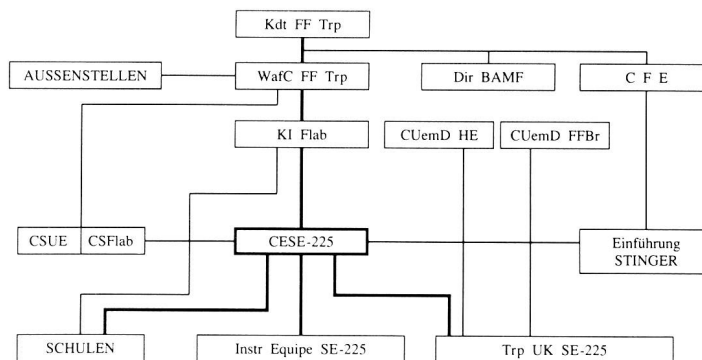 Kdt FF Trp
AUSSENSTELLEN
WafC FF Trp
Dir BAMF
C F E
KI Flab
CUemD HE
CUemD FFBr
CSUE
CSFlab
CESE-225
Einführung
STINGER
SCHULEN
Instr Equipe SE-225
Trp UK SE-225